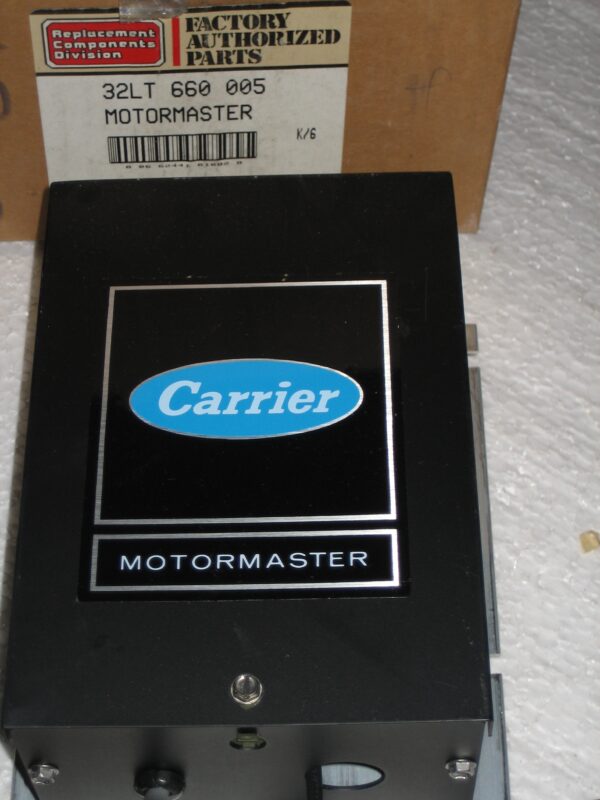 Replacement
Components
Division
FACTORY
AUTHORIZED
PARTS
32LT 660 005
MOTORMASTER
K/6
Carrier
MOTORMASTER